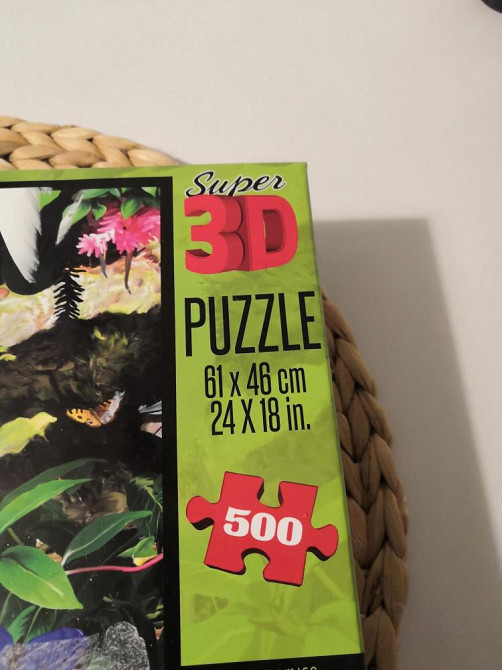 Super
3D
PUZZLE
61 x 46 cm
24 X 18 in.
500